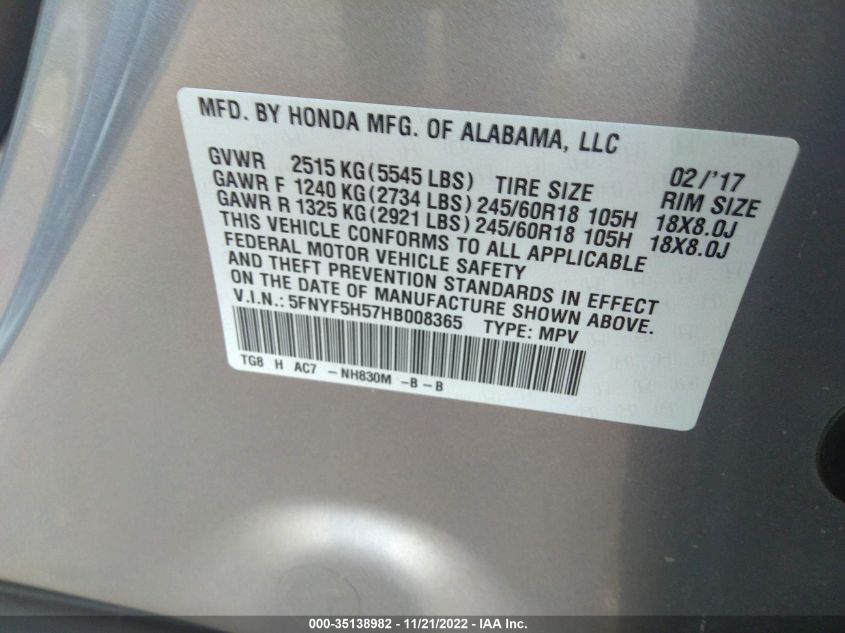 MFD. BY HONDA MFG. OF ALABAMA, LLC
GVWR 2515 KG (5545 LBS) TIRE SIZE 02/'17 RIM SIZE
GAWR F 1240 KG (2734 LBS) 245/60R18 105H 18X8.0J
GAWR R 1325 KG (2921 LBS) 245/60R18 105H 18X8.0J
THIS VEHICLE CONFORMS TO ALL APPLICABLE
FEDERAL MOTOR VEHICLE SAFETY
AND THEFT PREVENTION STANDARDS IN EFFECT
ON THE DATE OF MANUFACTURE SHOWN ABOVE.
V.I.N.: 5FNYF5H57HB008365 TYPE: MPV
TG8 H AC7 -NH830M -B-B
000-35138982 - 11/21/2022 - IAA Inc.